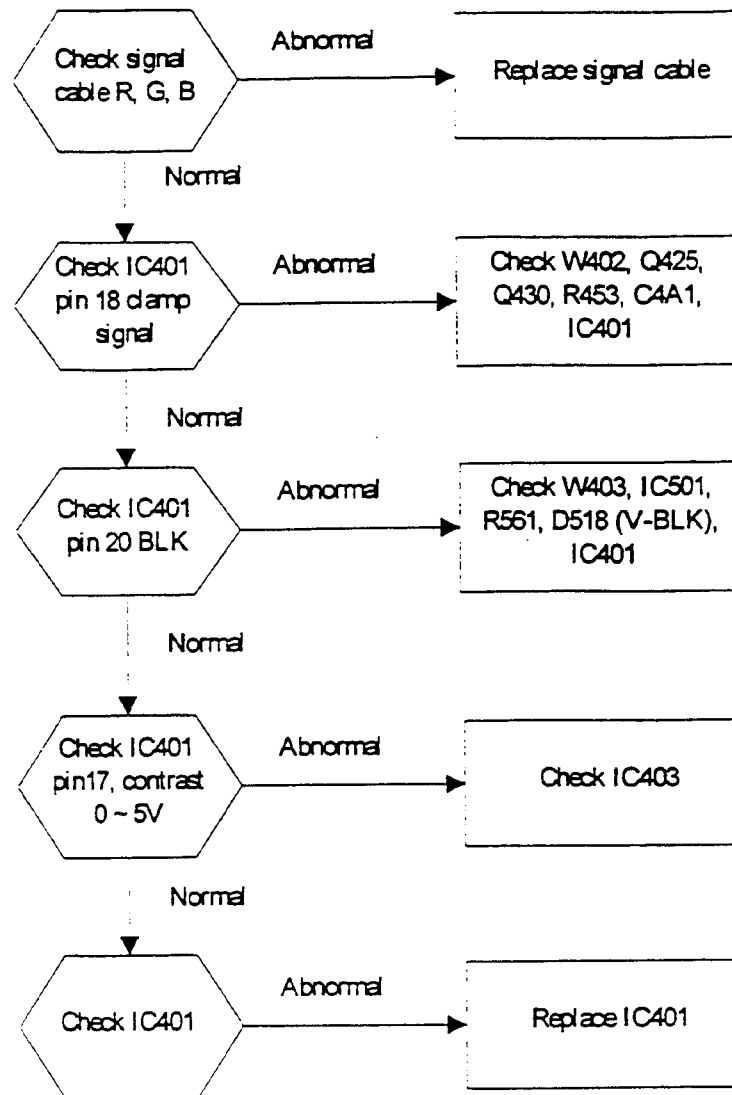 Check signal
cable R, G, B
Abnormal
Replace signal cable
Normal
Check IC401
pin 18 clamp
signal
Abnormal
Check W402, Q425,
Q430, R453, C4A1,
IC401
Normal
Check IC401
pin 20 BLK
Abnormal
Check W403, IC501,
R561, D518 (V-BLK),
IC401
Normal
Check IC401
pin17, contrast
0 ~ 5V
Abnormal
Check IC403
Normal
Check IC401
Abnormal
Replace IC401